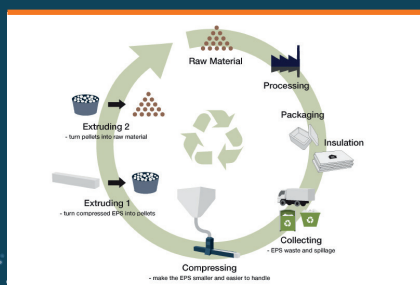 Raw Material
Processing
Packaging
Insulation
Collecting
- EPS waste and spillage
Compressing
- make the EPS smaller and easier to handle
Extruding 1
- turn compressed EPS into pellets
Extruding 2
- turn pellets into raw material